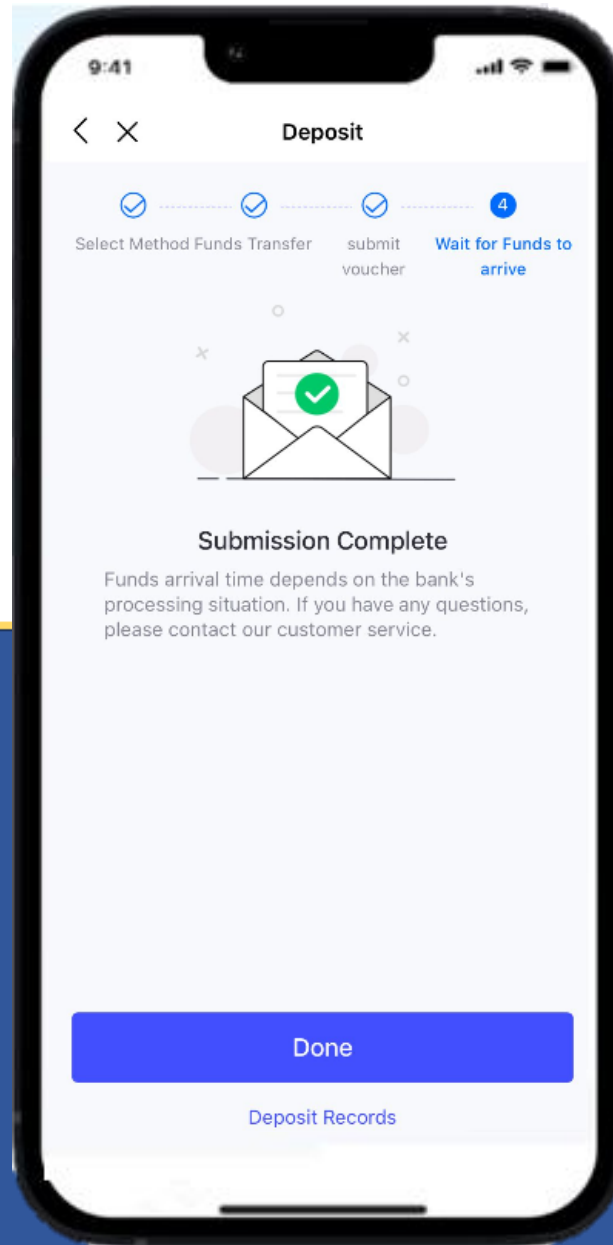 9:41
Deposit
4
Select Method Funds Transfer submit Wait for Funds to
voucher arrive
Submission Complete
Funds arrival time depends on the bank's
processing situation. If you have any questions,
please contact our customer service.
Done
Deposit Records